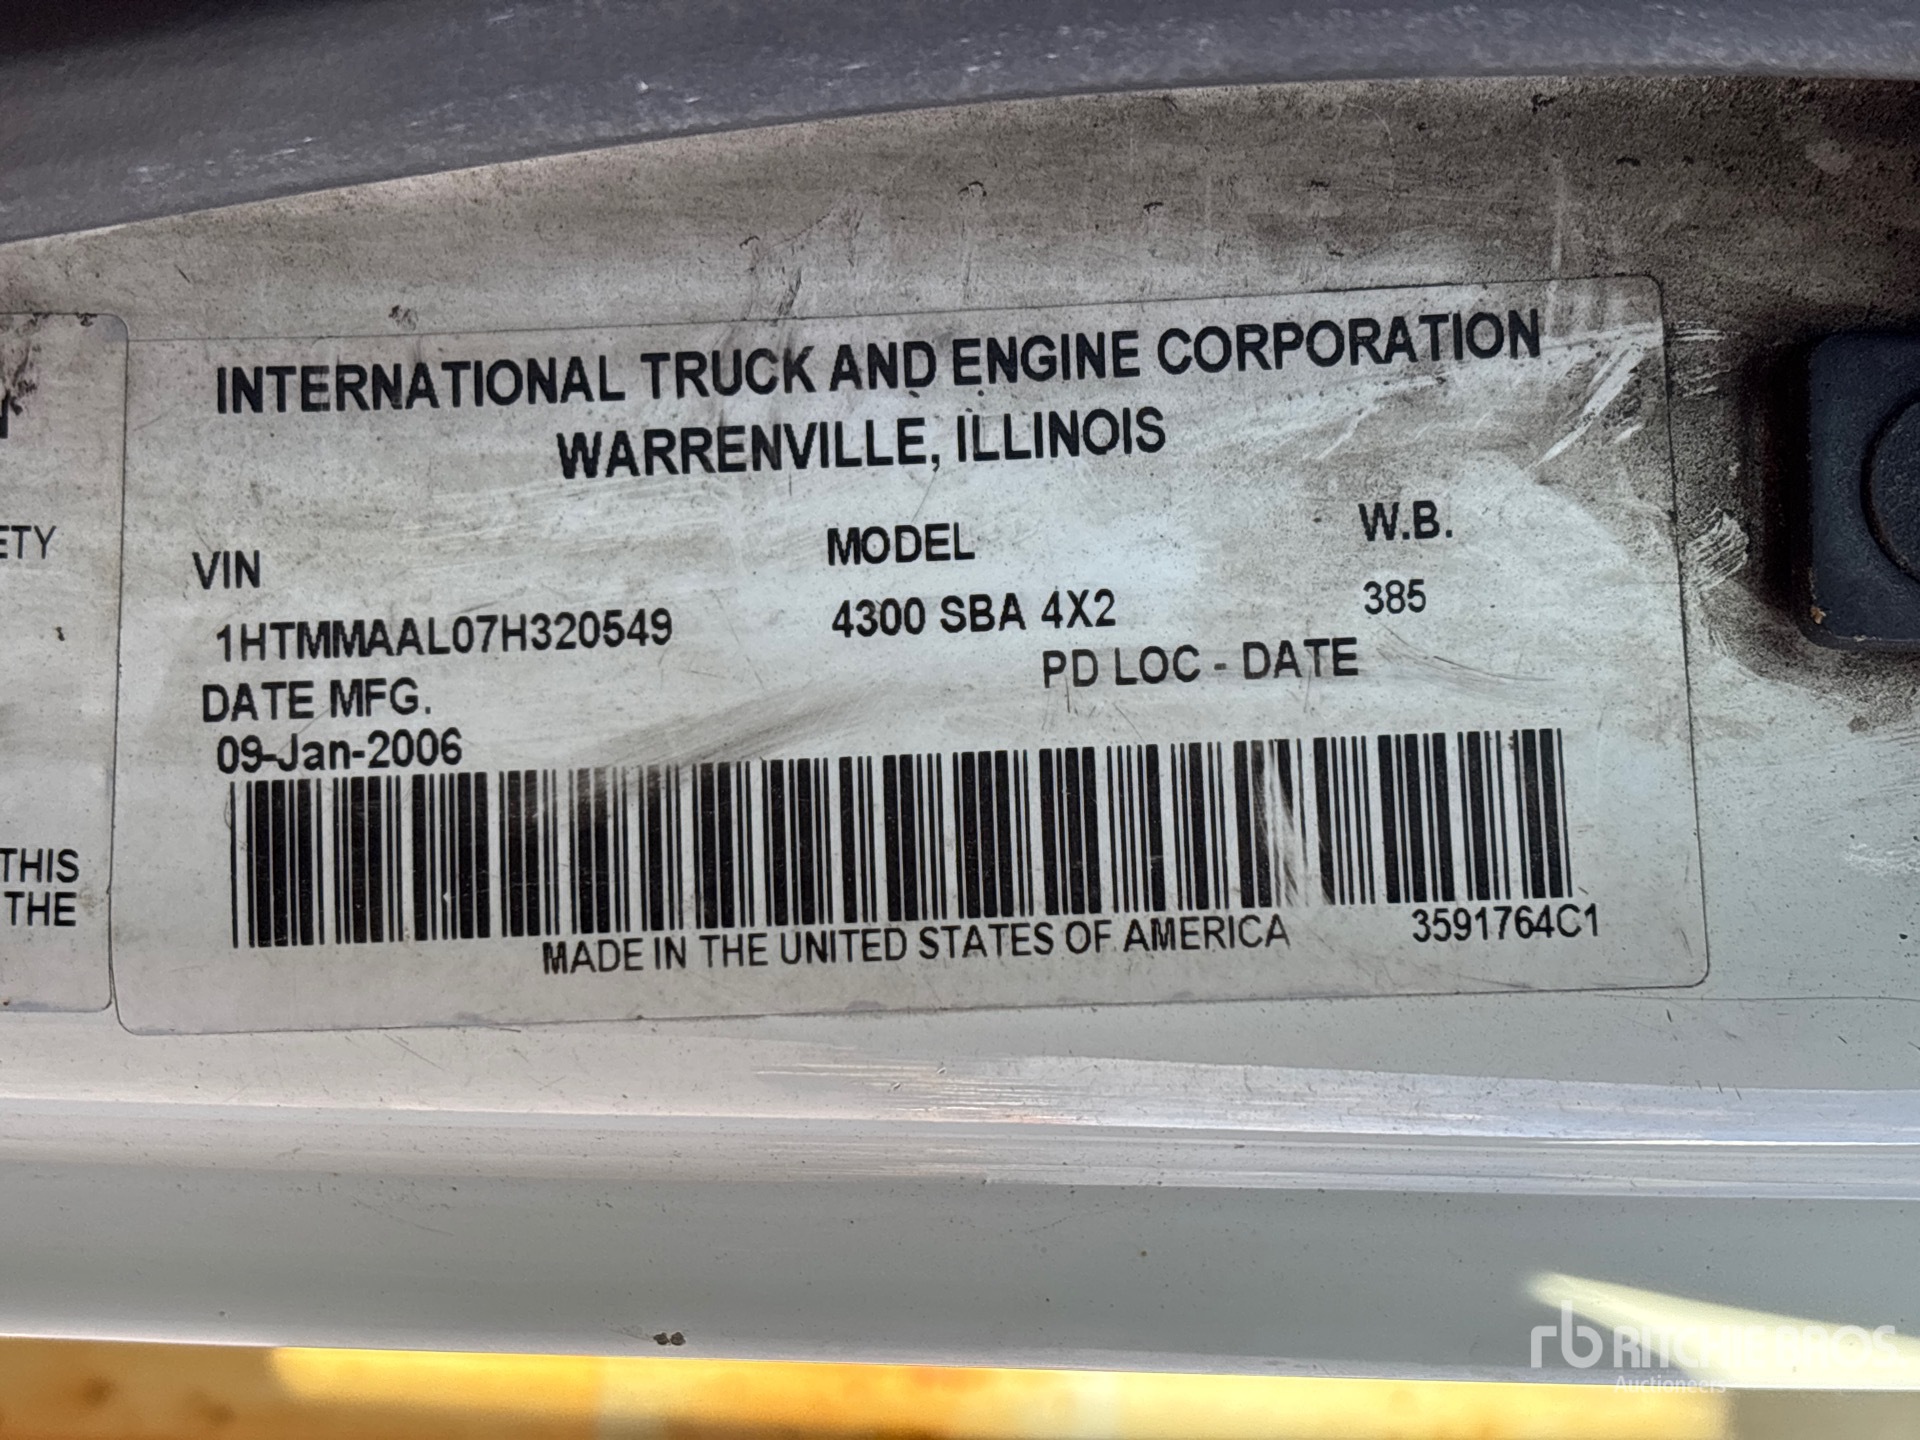 INTERNATIONAL TRUCK AND ENGINE CORPORATION
WARRENVILLE, ILLINOIS
VIN MODEL W.B.
1HTMMAAL07H320549 4300 SBA 4X2 385
DATE MFG. PD LOC - DATE
09-Jan-2006
MADE IN THE UNITED STATES OF AMERICA 3591764C1
ETY
THIS
THE
rb RITCHIE BROS.
Auctioneers